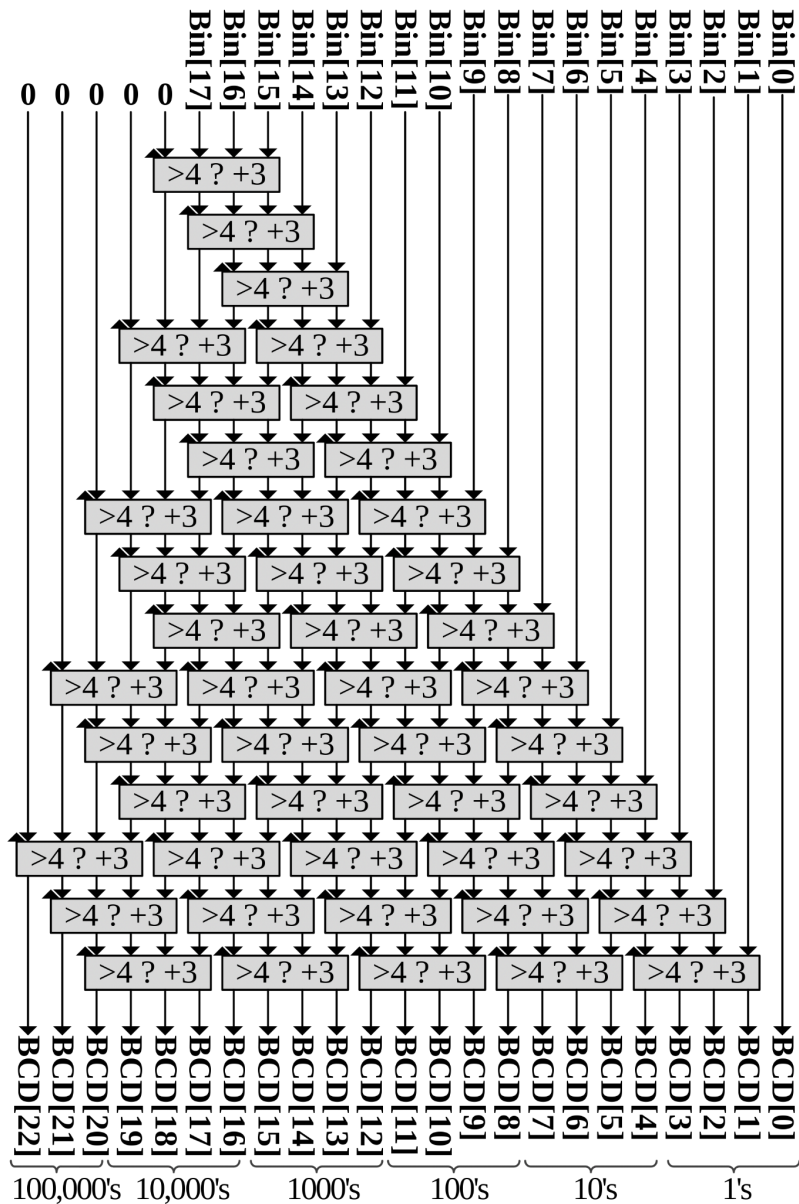 0 0 0 0 0 Bin[17] Bin[16] Bin[15] Bin[14] Bin[13] Bin[12] Bin[11] Bin[10] Bin[9] Bin[8] Bin[7] Bin[6] Bin[5] Bin[4] Bin[3] Bin[2] Bin[1] Bin[0]
>4 ? +3
>4 ? +3
>4 ? +3
>4 ? +3 >4 ? +3
>4 ? +3 >4 ? +3
>4 ? +3 >4 ? +3
>4 ? +3 >4 ? +3 >4 ? +3
>4 ? +3 >4 ? +3 >4 ? +3
>4 ? +3 >4 ? +3 >4 ? +3
>4 ? +3 >4 ? +3 >4 ? +3 >4 ? +3
>4 ? +3 >4 ? +3 >4 ? +3 >4 ? +3
>4 ? +3 >4 ? +3 >4 ? +3 >4 ? +3
>4 ? +3 >4 ? +3 >4 ? +3 >4 ? +3 >4 ? +3
>4 ? +3 >4 ? +3 >4 ? +3 >4 ? +3 >4 ? +3
>4 ? +3 >4 ? +3 >4 ? +3 >4 ? +3 >4 ? +3
BCD[22] BCD[21] BCD[20] BCD[19] BCD[18] BCD[17] BCD[16] BCD[15] BCD[14] BCD[13] BCD[12] BCD[11] BCD[10] BCD[9] BCD[8] BCD[7] BCD[6] BCD[5] BCD[4] BCD[3] BCD[2] BCD[1] BCD[0]
100,000's 10,000's 1000's 100's 10's 1's